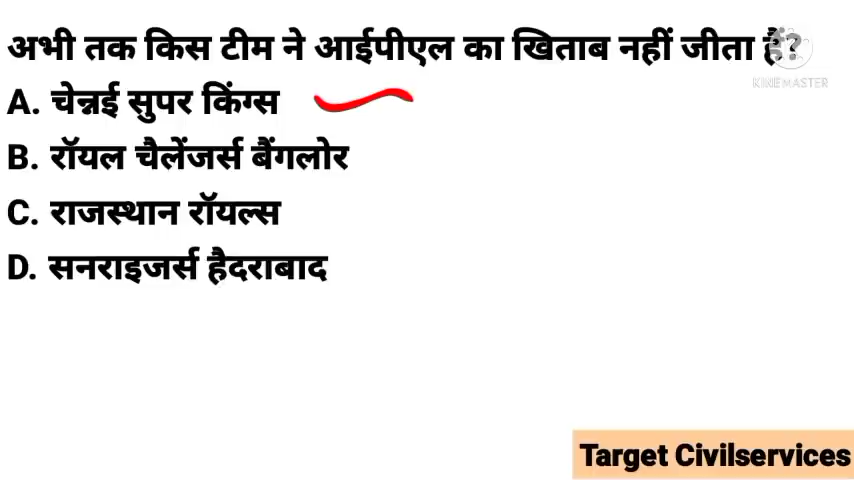 अभी तक किस टीम ने आईपीएल का खिताब नहीं जीता है?
KINEMASTER
A. चेन्नई सुपर किंग्स
B. रॉयल चैलेंजर्स बैंगलोर
C. राजस्थान रॉयल्स
D. सनराइजर्स हैदराबाद
Target Civilservices